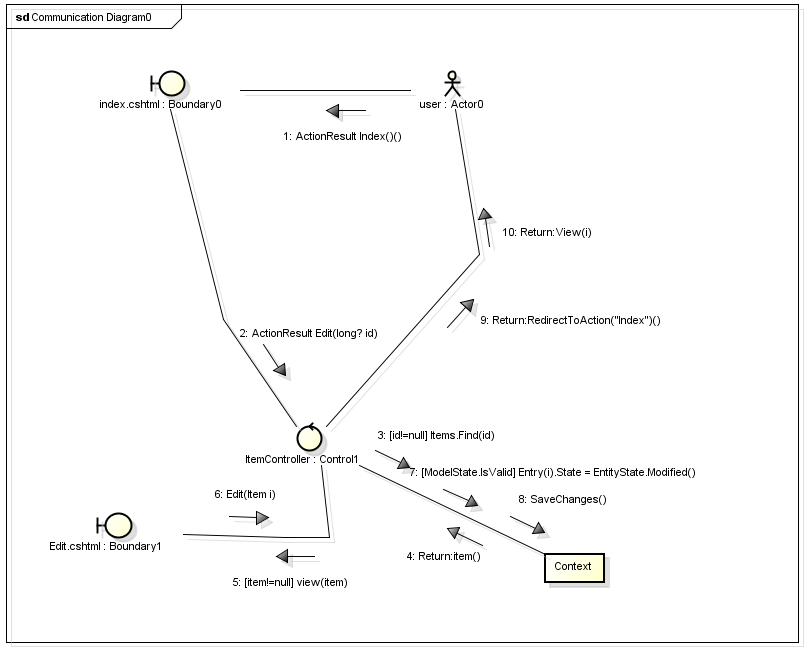 sd Communication Diagram0
index.cshtml : Boundary0
user : Actor0
1: ActionResult Index()()
10: Return:View(i)
9: Return:RedirectToAction("Index")()
2: ActionResult Edit(long? id)
3: [id!=null] Items.Find(id)
ItemController : Control1
7: [ModelState.IsValid] Entry(i).State = EntityState.Modified()
6: Edit(Item i)
8: SaveChanges()
Edit.cshtml : Boundary1
4: Return:item()
Context
5: [item!=null] view(item)